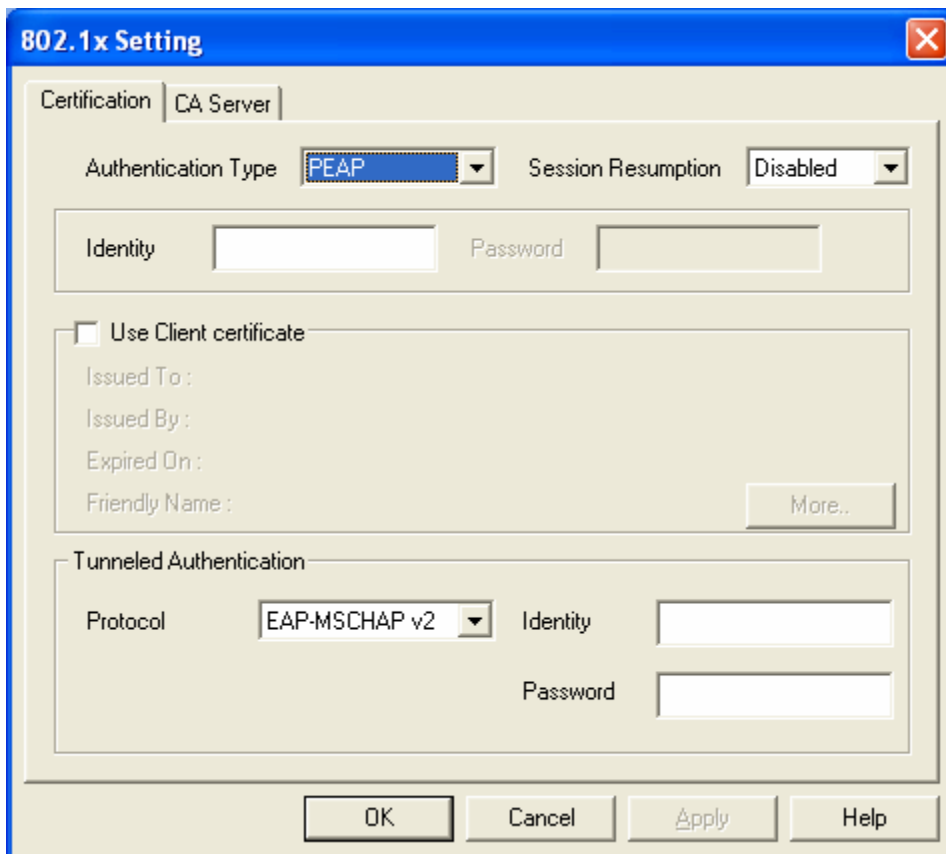 802.1x Setting
Certification CA Server
Authentication Type PEAP Session Resumption Disabled
Identity Password
Use Client certificate
Issued To :
Issued By :
Expired On :
Friendly Name : More..
Tunneled Authentication
Protocol EAP-MSCHAP v2 Identity
Password
OK Cancel Apply Help